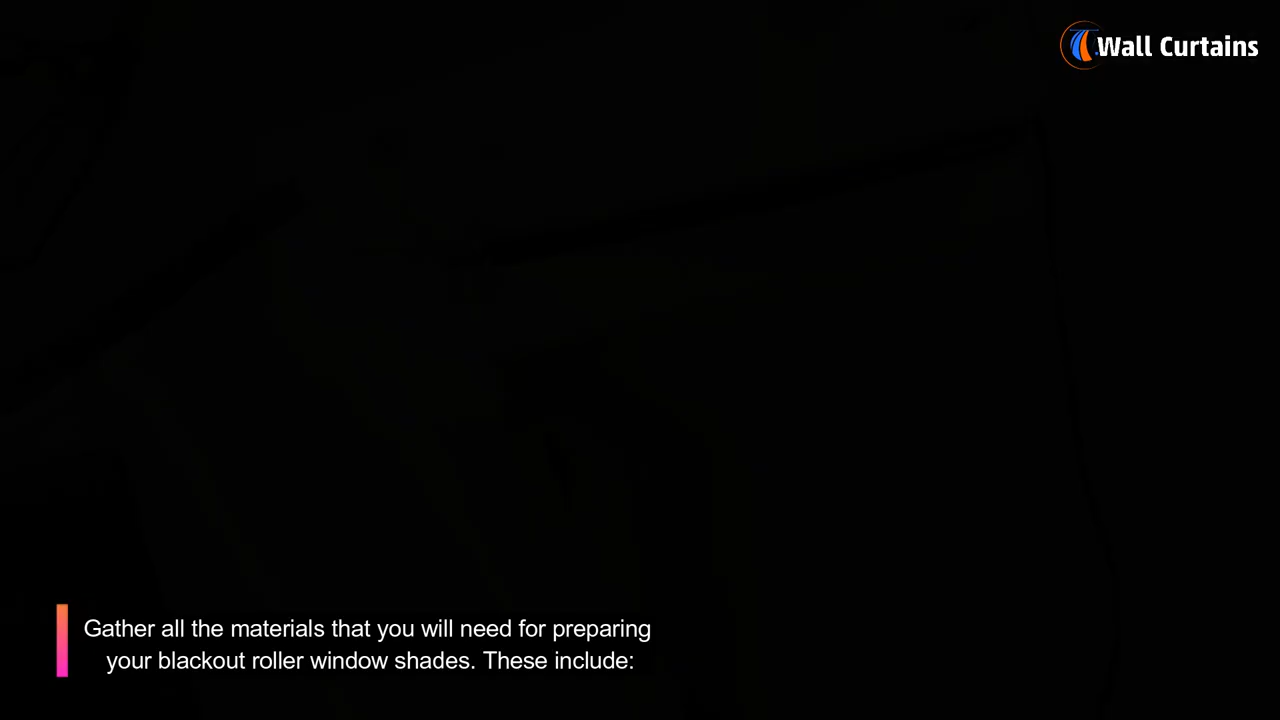 Wall Curtains
Gather all the materials that you will need for preparing
your blackout roller window shades. These include: